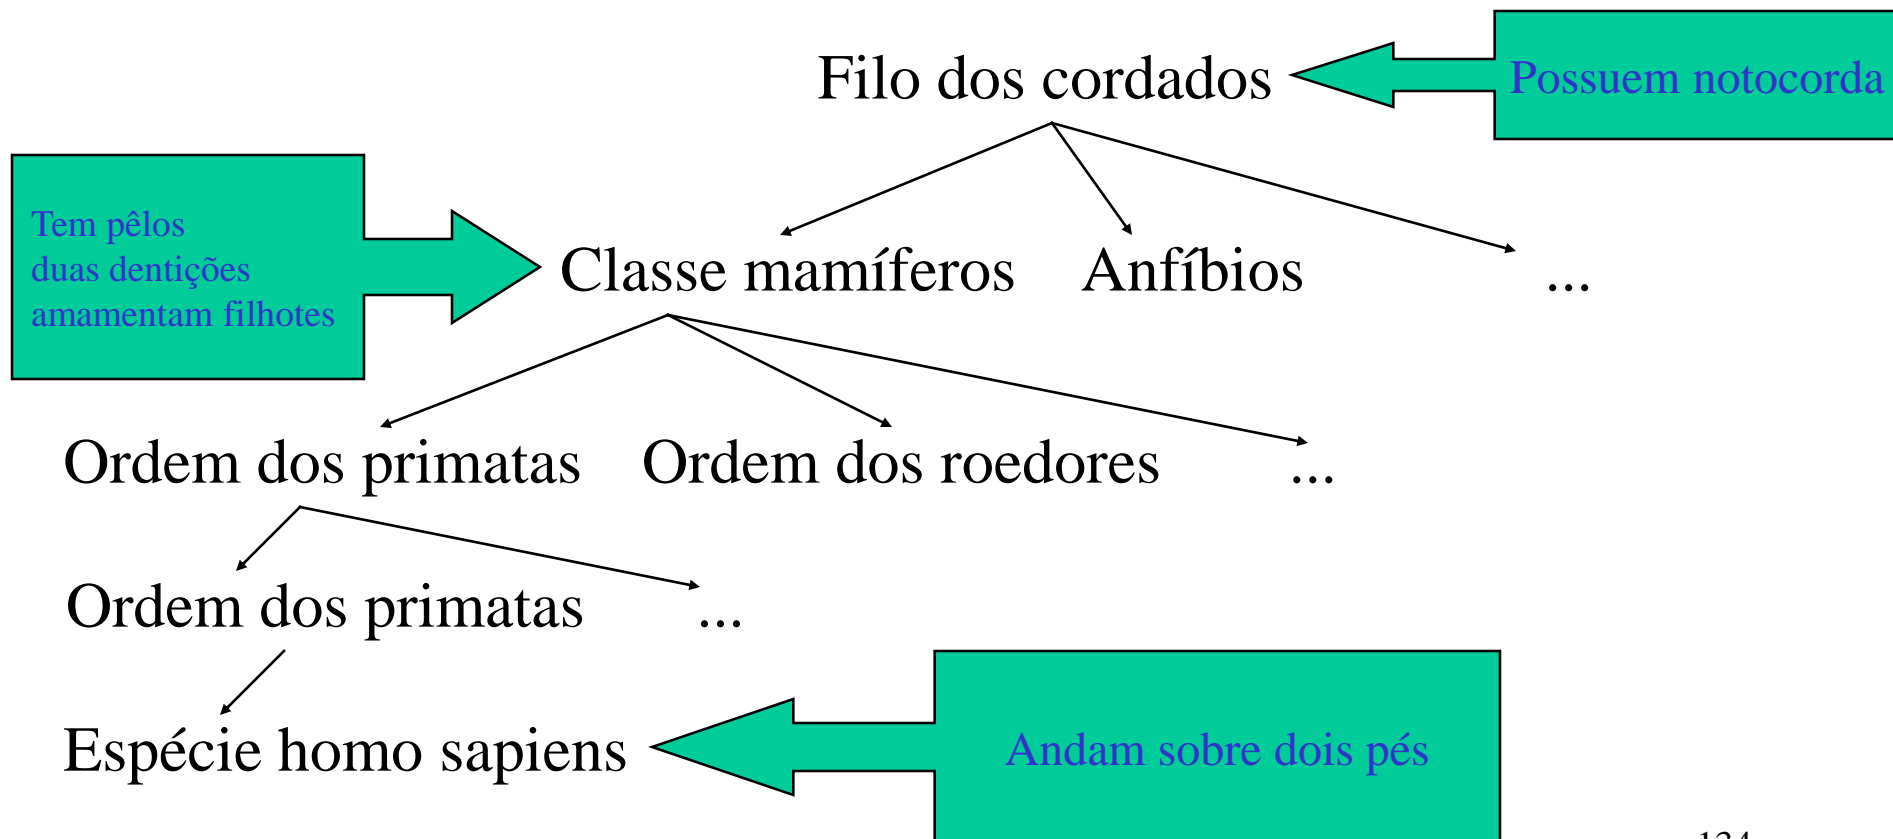 Filo dos cordados
Possuem notocorda
Tem pêlos
duas dentições
amamentam filhotes
Classe mamíferos
Anfíbios
...
Ordem dos primatas
Ordem dos roedores
...
Ordem dos primatas
...
Espécie homo sapiens
Andam sobre dois pés